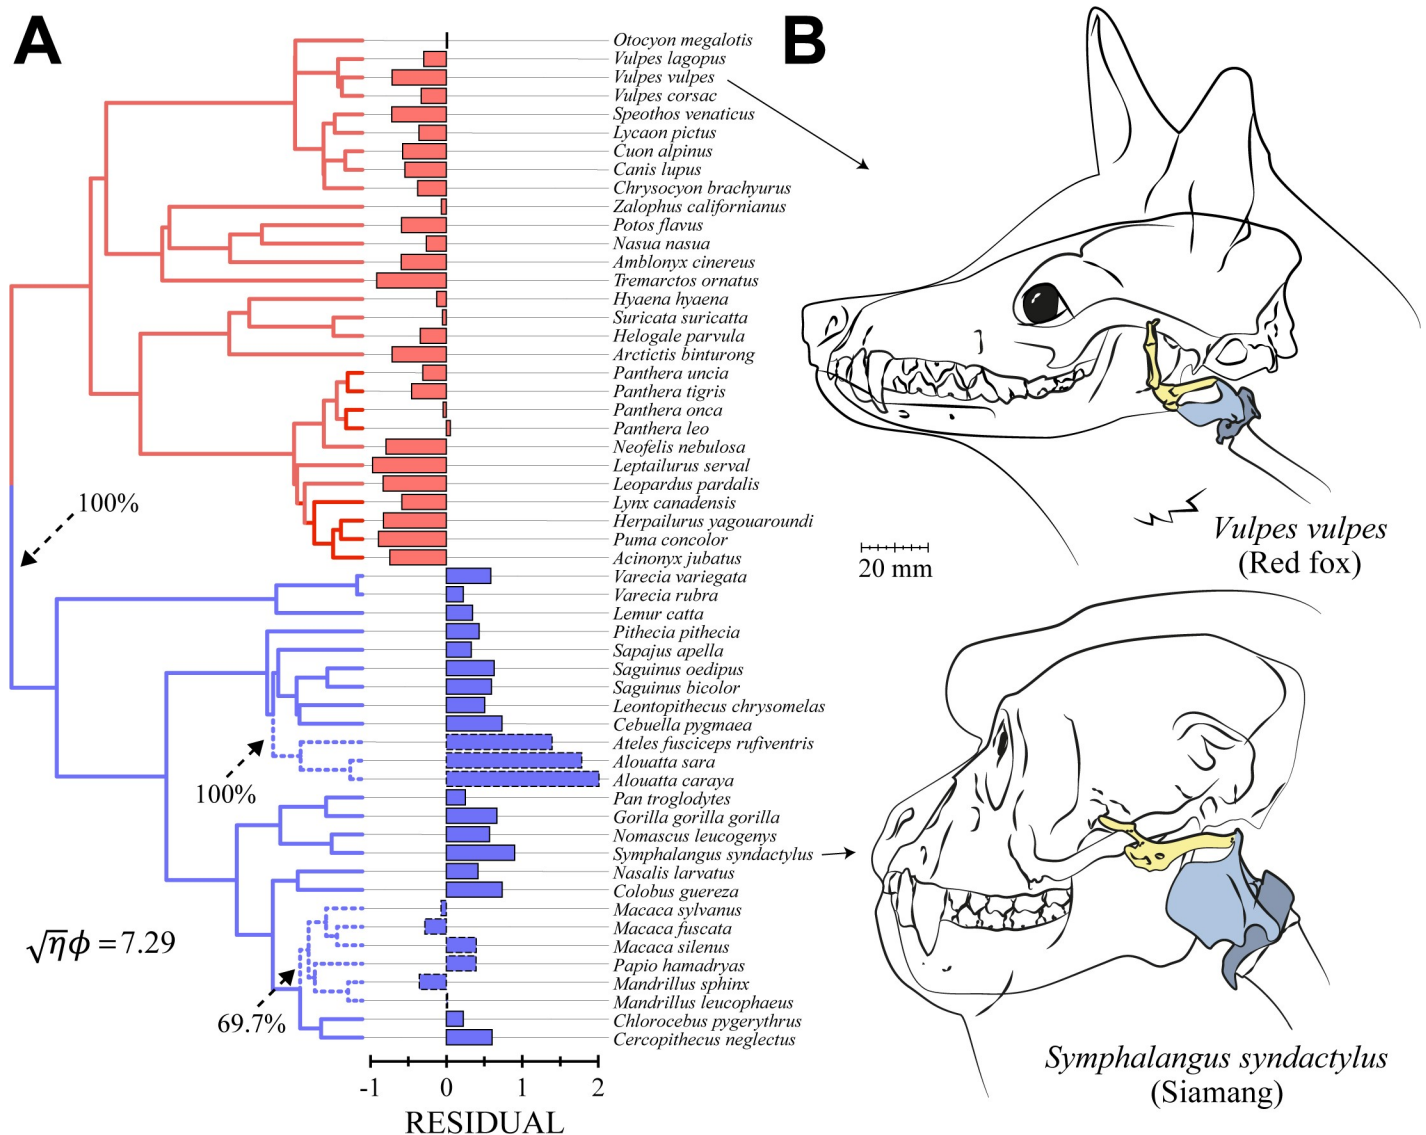 A
Otocyon megalotis
Vulpes lagopus
Vulpes vulpes
Vulpes corsac
Speothos venaticus
Lycaon pictus
Cuon alpinus
Canis lupus
Chrysocyon brachyurus
Zalophus californianus
Potos flavus
Nasua nasua
Amblonyx cinereus
Tremarctos ornatus
Hyaena hyaena
Suricata suricatta
Helogale parvula
Arctictis binturong
Panthera uncia
Panthera tigris
Panthera onca
Panthera leo
Neofelis nebulosa
Leptailurus serval
Leopardus pardalis
Lynx canadensis
Herpailurus yagouaroundi
Puma concolor
Acinonyx jubatus
Varecia variegata
Varecia rubra
Lemur catta
Pithecia pithecia
Sapajus apella
Saguinus oedipus
Saguinus bicolor
Leontopithecus chrysomelas
Cebuella pygmaea
Ateles fusciceps rufiventris
Alouatta sara
Alouatta caraya
Pan troglodytes
Gorilla gorilla gorilla
Nomascus leucogenys
Symphalangus syndactylus
Nasalis larvatus
Colobus guereza
Macaca sylvanus
Macaca fuscata
Macaca silenus
Papio hamadryas
Mandrillus sphinx
Mandrillus leucophaeus
Chlorocebus pygerythrus
Cercopithecus neglectus
100%
100%
69.7%
√ηϕ = 7.29
-1 0 1 2
RESIDUAL
B
20 mm
Vulpes vulpes
(Red fox)
Symphalangus syndactylus
(Siamang)